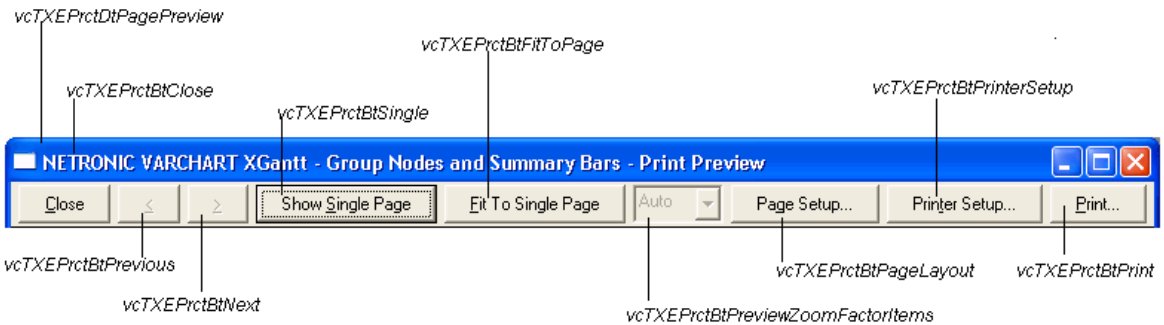 vcTXEPrctDtPagePreview
vcTXEPrctBtFitToPage
vcTXEPrctBtClose
vcTXEPrctBtPrinterSetup
vcTXEPrctBtSingle
NETRONIC VARCHART XGantt - Group Nodes and Summary Bars - Print Preview
Close < > Show Single Page Fit To Single Page Auto Page Setup... Printer Setup... Print...
vcTXEPrctBtPrevious
vcTXEPrctBtPageLayout
vcTXEPrctBtPrint
vcTXEPrctBtNext
vcTXEPrctBtPreviewZoomFactorItems